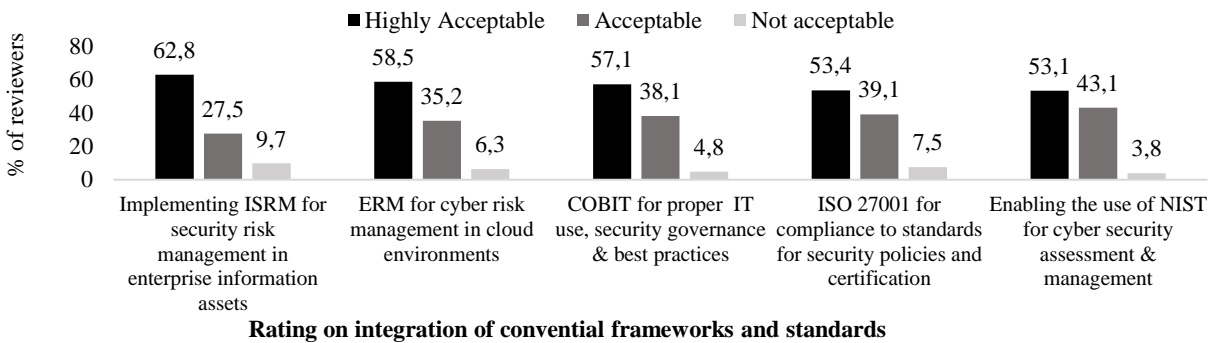 Highly Acceptable Acceptable Not acceptable
% of reviewers
80
60
40
20
0
62,8 27,5 9,7
58,5 35,2 6,3
57,1 38,1 4,8
53,4 39,1 7,5
53,1 43,1 3,8
Implementing ISRM for
security risk
management in
enterprise information
assets
ERM for cyber risk
management in cloud
environments
COBIT for proper IT
use, security governance
& best practices
ISO 27001 for
compliance to standards
for security policies and
certification
Enabling the use of NIST
for cyber security
assessment &
management
Rating on integration of convential frameworks and standards